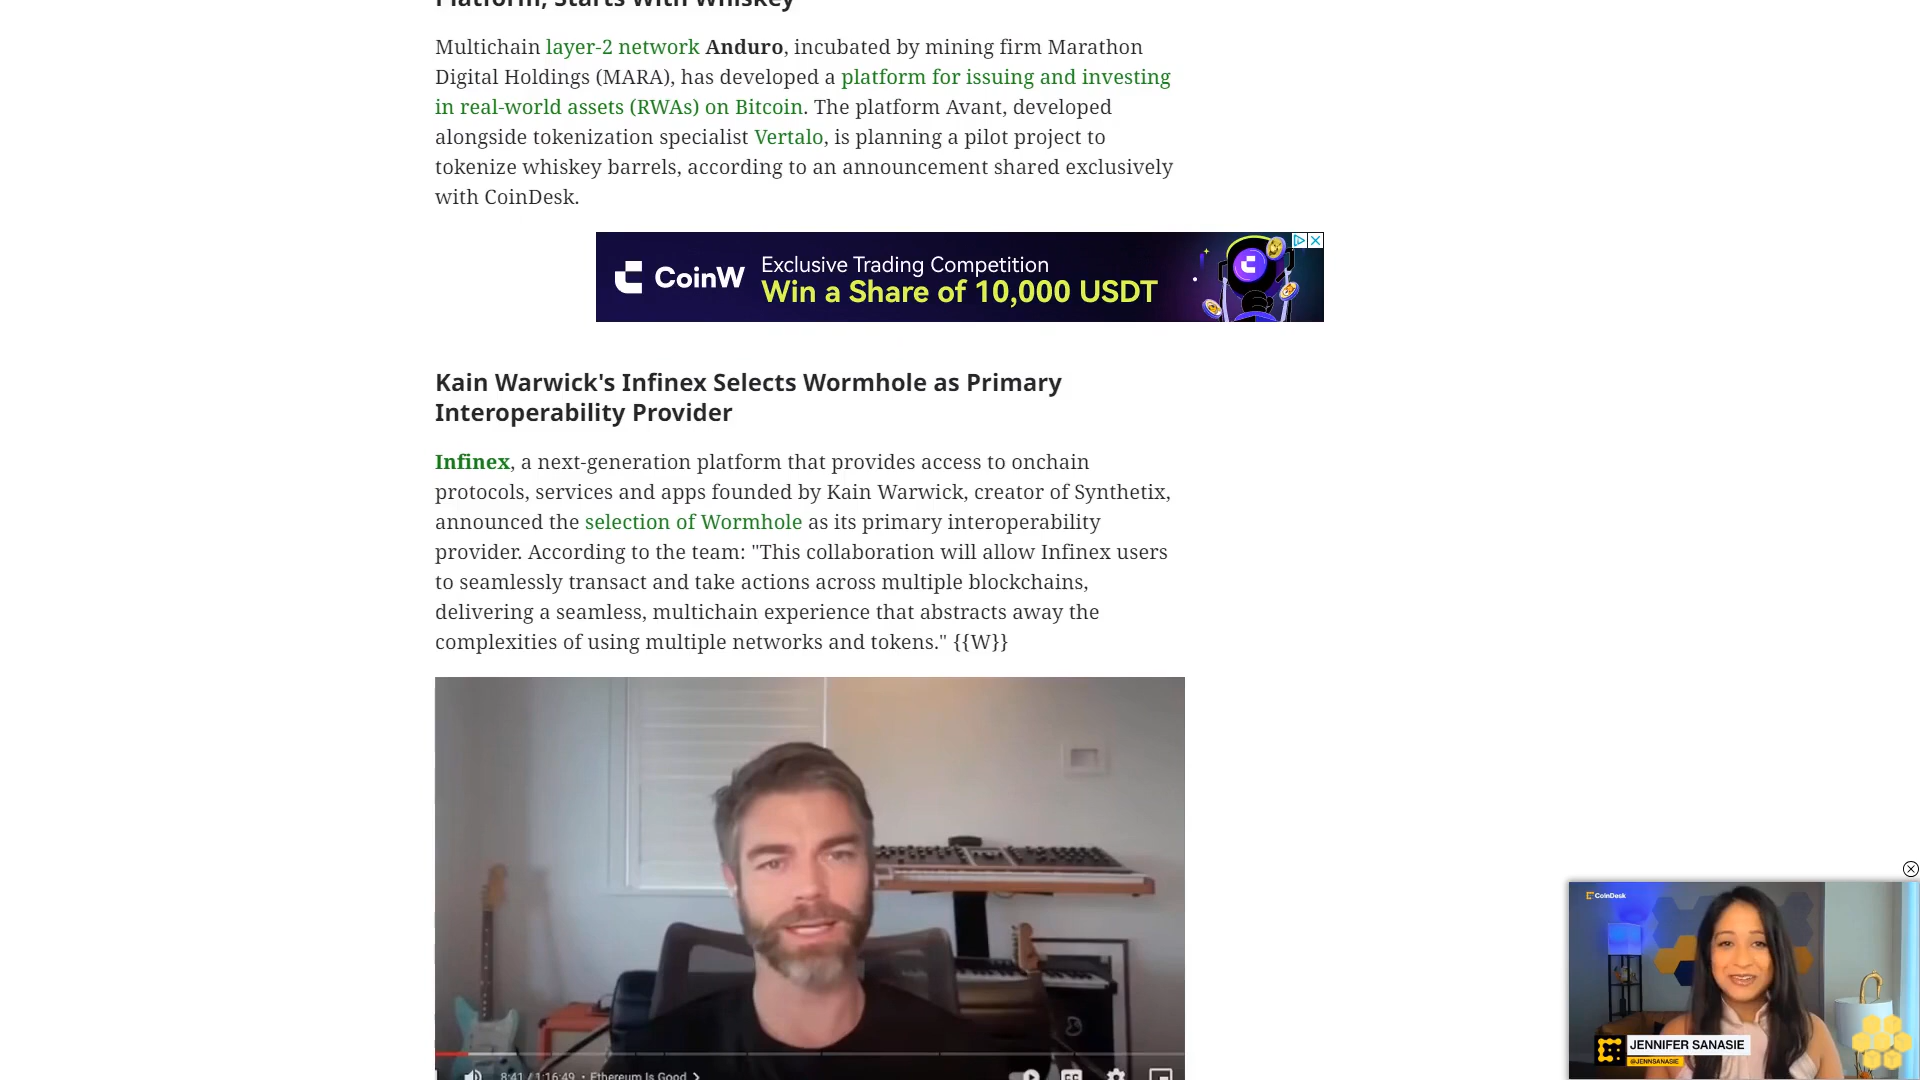 Platform, Starts With Whiskey
Multichain layer-2 network Anduro, incubated by mining firm Marathon
Digital Holdings (MARA), has developed a platform for issuing and investing
in real-world assets (RWAs) on Bitcoin. The platform Avant, developed
alongside tokenization specialist Vertalo, is planning a pilot project to
tokenize whiskey barrels, according to an announcement shared exclusively
with CoinDesk.
CoinW
Exclusive Trading Competition
Win a Share of 10,000 USDT
Kain Warwick's Infinex Selects Wormhole as Primary
Interoperability Provider
Infinex, a next-generation platform that provides access to onchain
protocols, services and apps founded by Kain Warwick, creator of Synthetix,
announced the selection of Wormhole as its primary interoperability
provider. According to the team: "This collaboration will allow Infinex users
to seamlessly transact and take actions across multiple blockchains,
delivering a seamless, multichain experience that abstracts away the
complexities of using multiple networks and tokens." {{W}}
8:41 / 1:16:49 • Ethereum Is Good
CC
CoinDesk
JENNIFER SANASIE
@JENNSANASIE